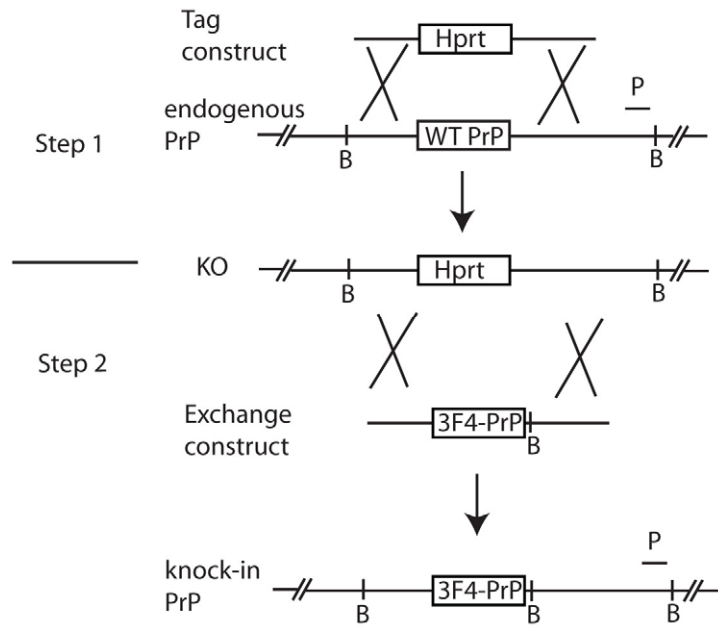 Tag
construct
Hprt
P
endogenous
PrP
WT PrP
B
B
Step 1
KO
Hprt
B
B
Step 2
Exchange
construct
3F4-PrP
B
P
knock-in
PrP
3F4-PrP
B
B
B